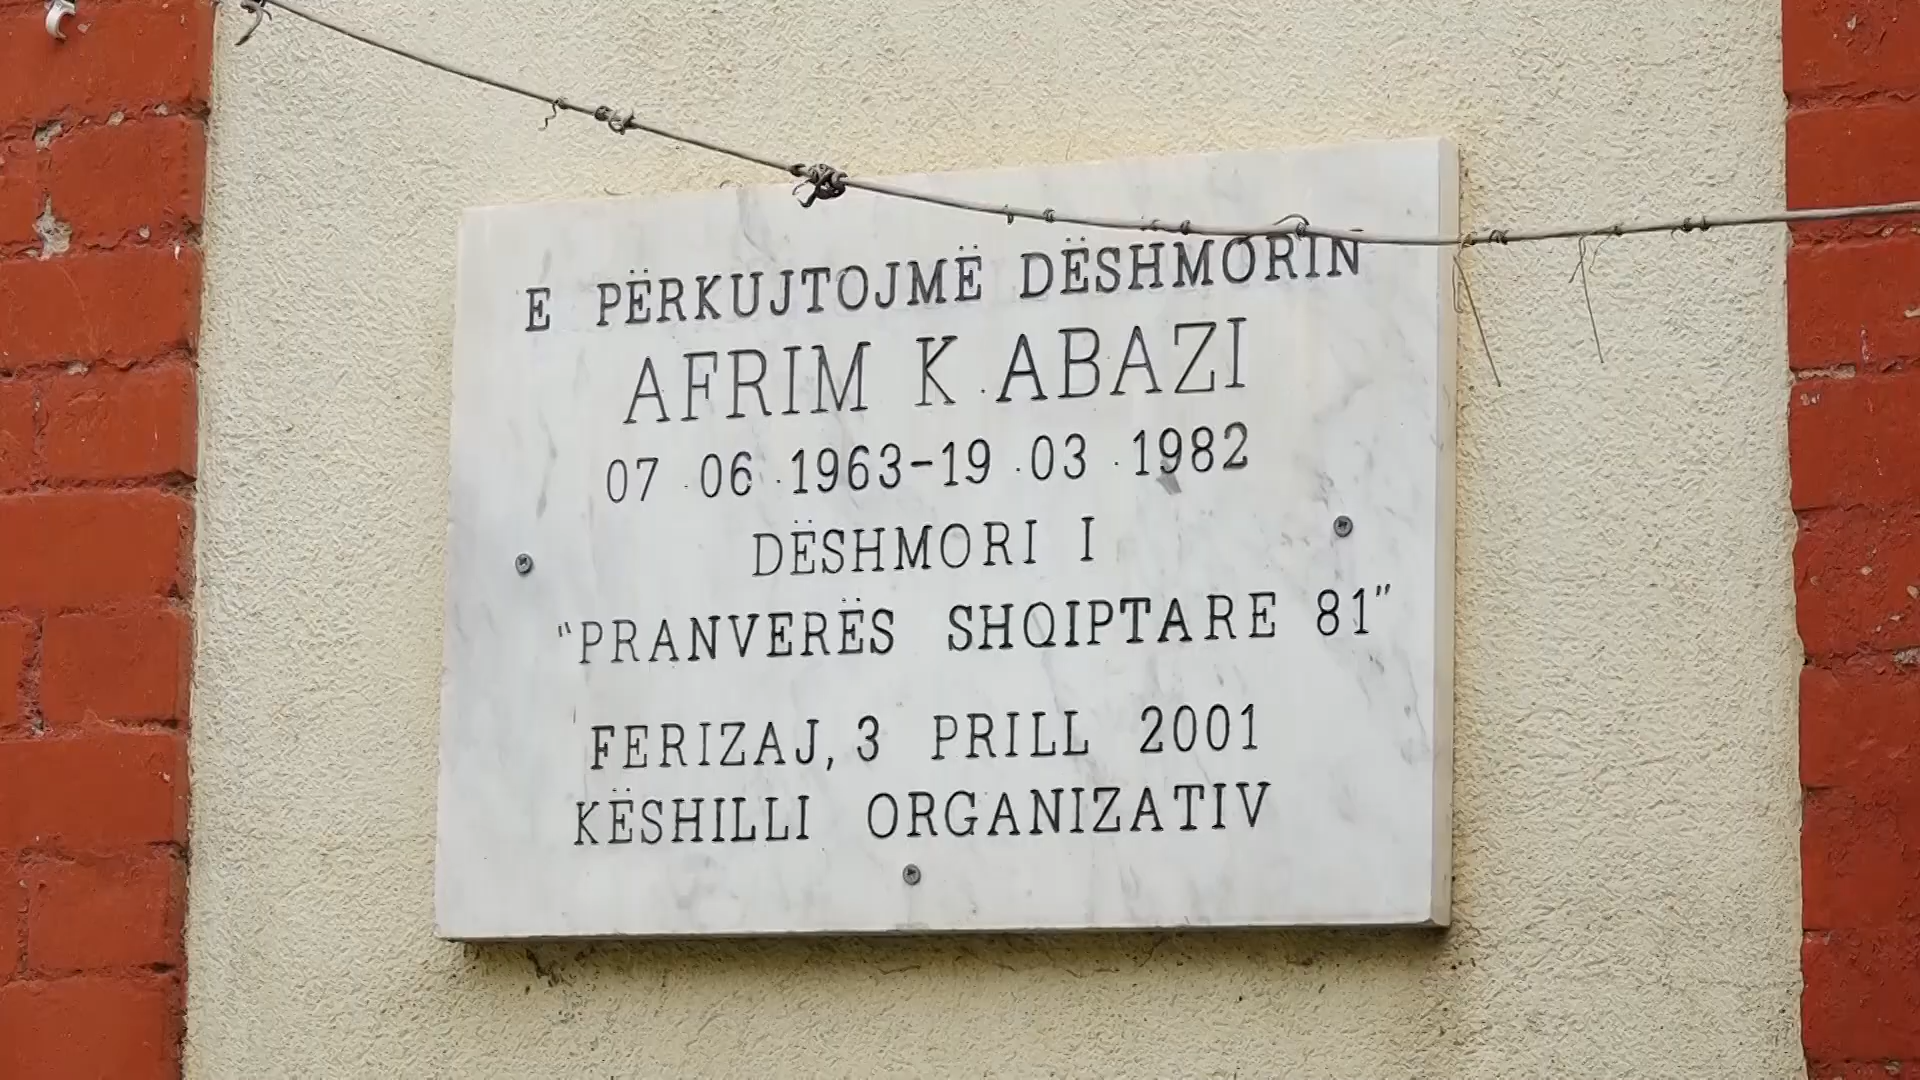 E PËRKUJTOJMË DËSHMORIN
AFRIM K. ABAZI
07.06.1963-19.03.1982
DËSHMORI I
"PRANVERËS SHQIPTARE 81"
FERIZAJ, 3 PRILL 2001
KËSHILLI ORGANIZATIV